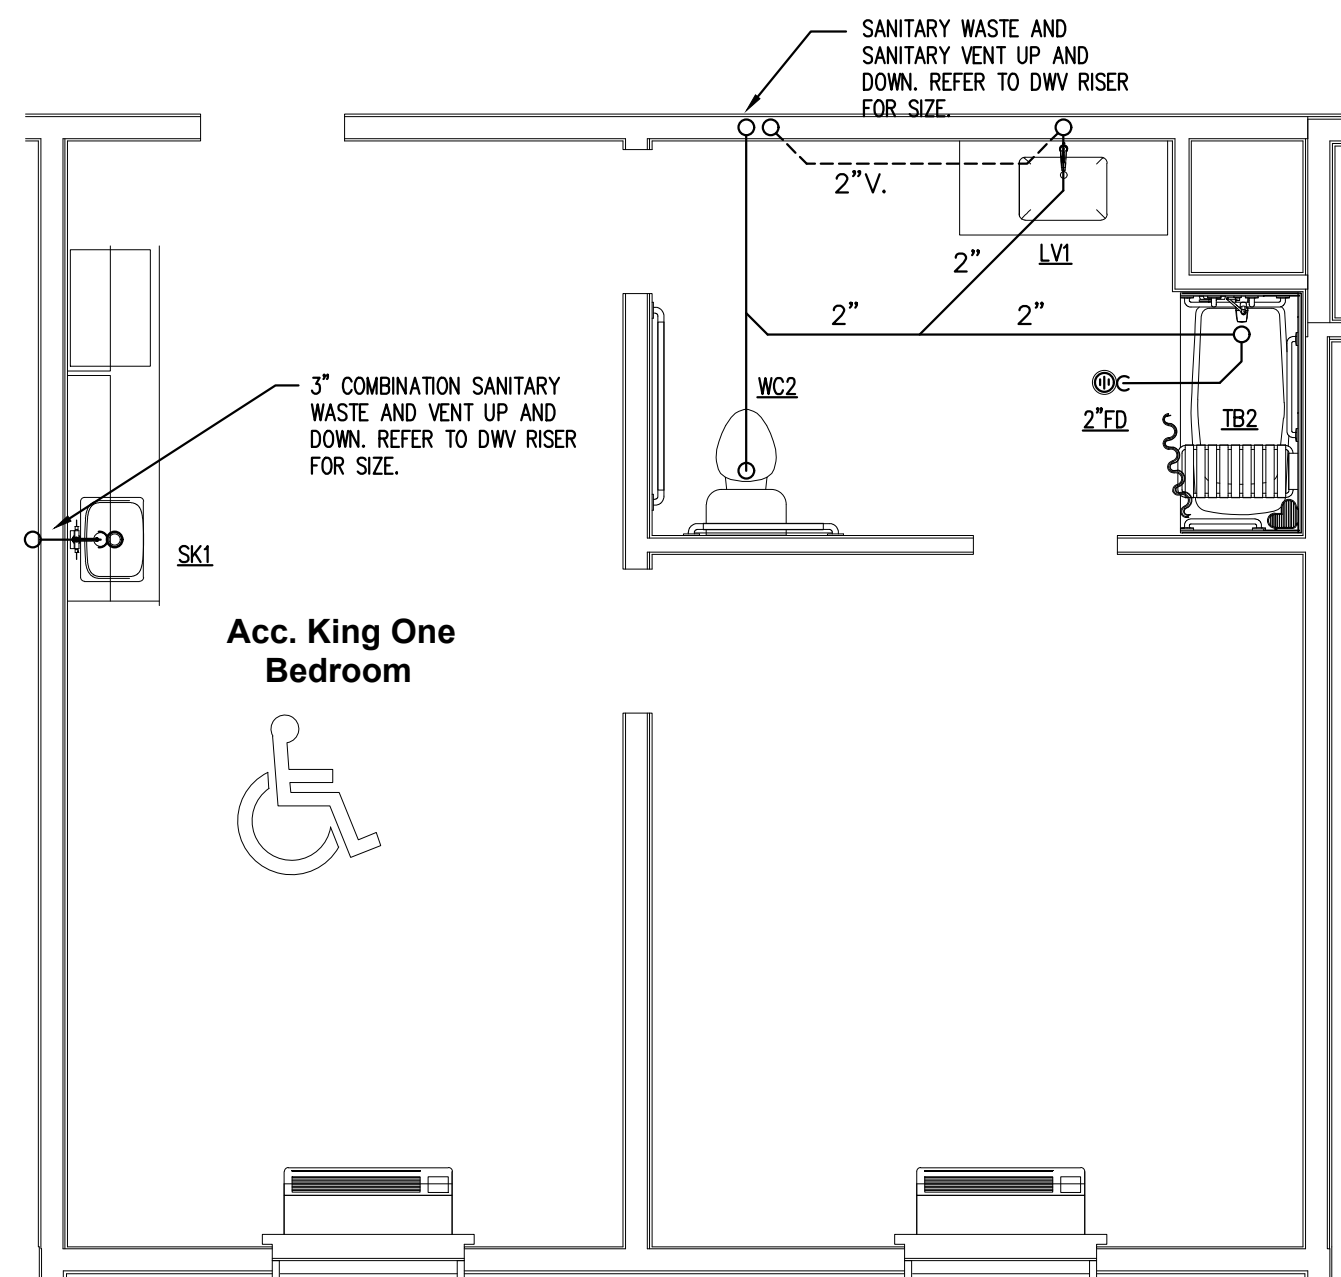 SANITARY WASTE AND
SANITARY VENT UP AND
DOWN. REFER TO DWV RISER
FOR SIZE.
2”V.
LV1
2”
2”
2”
3” COMBINATION SANITARY
WASTE AND VENT UP AND
DOWN. REFER TO DWV RISER
FOR SIZE.
WC2
2”FD
TB2
SK1
Acc. King One
Bedroom